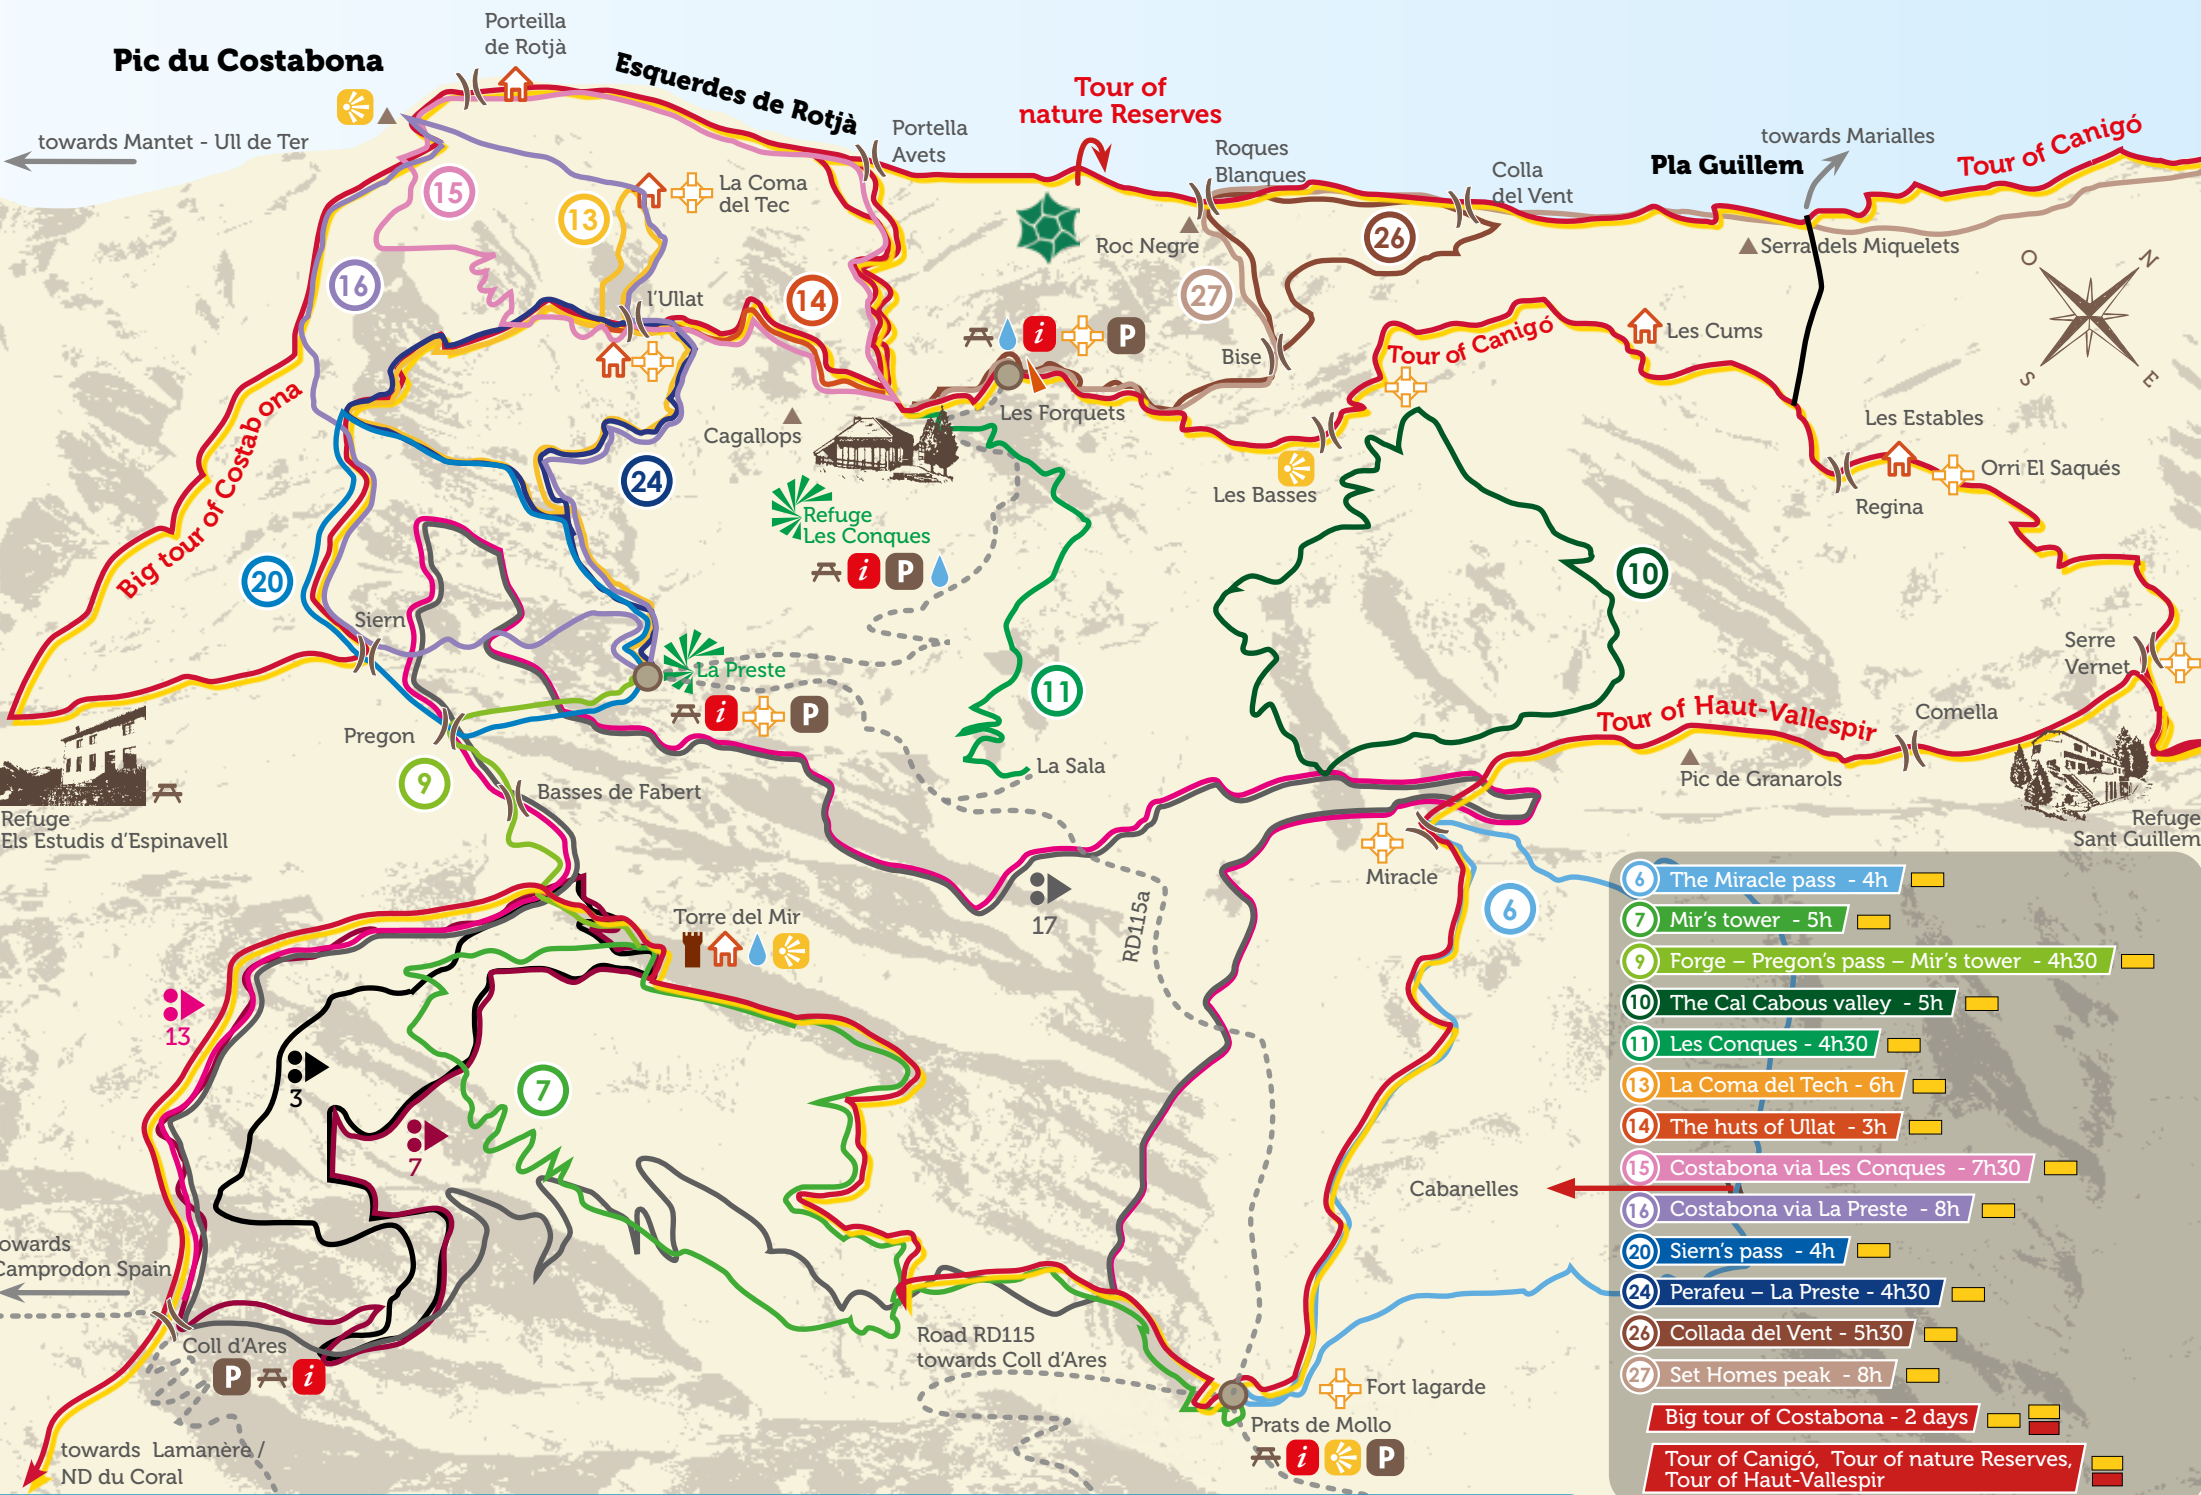 Porteilla
de Rotjà
Pic du Costabona
Esquerdes de Rotjà
Tour of
nature Reserves
towards Mantet - Ull de Ter
Portella
Avets
Roques
Blanques
Colla
del Vent
towards Marialles
Pla Guillem
Tour of Canigó
15
13
La Coma
del Tec
Roc Negre
26
Serra dels Miquelets
O
N
S
E
16
l'Ullat
14
27
i
P
Bise
Tour of Canigó
Les Cums
Big tour of Costabona
Cagallops
Les Forquets
Les Estables
24
Refuge
Les Conques
i
P
Les Basses
Orri El Saqués
Regina
20
10
Siern
La Preste
i
P
11
Serre
Vernet
Tour of Haut-Vallespir
Comella
Pregon
9
Basses de Fabert
La Sala
Pic de Granarols
Refuge
Els Estudis d'Espinavell
Refuge
Sant Guillem
17
RD115a
Miracle
6
Torre del Mir
13
3
7
7
Cabanelles
towards
Camprodon Spain
Coll d'Ares
P
i
Road RD115
towards Coll d'Ares
Fort lagarde
Prats de Mollo
i
P
towards Lamanère /
ND du Coral
6 The Miracle pass - 4h
7 Mir's tower - 5h
9 Forge – Pregon's pass – Mir's tower - 4h30
10 The Cal Cabous valley - 5h
11 Les Conques - 4h30
13 La Coma del Tech - 6h
14 The huts of Ullat - 3h
15 Costabona via Les Conques - 7h30
16 Costabona via La Preste - 8h
20 Siern's pass - 4h
24 Perafeu – La Preste - 4h30
26 Collada del Vent - 5h30
27 Set Homes peak - 8h
Big tour of Costabona - 2 days
Tour of Canigó, Tour of nature Reserves,
Tour of Haut-Vallespir